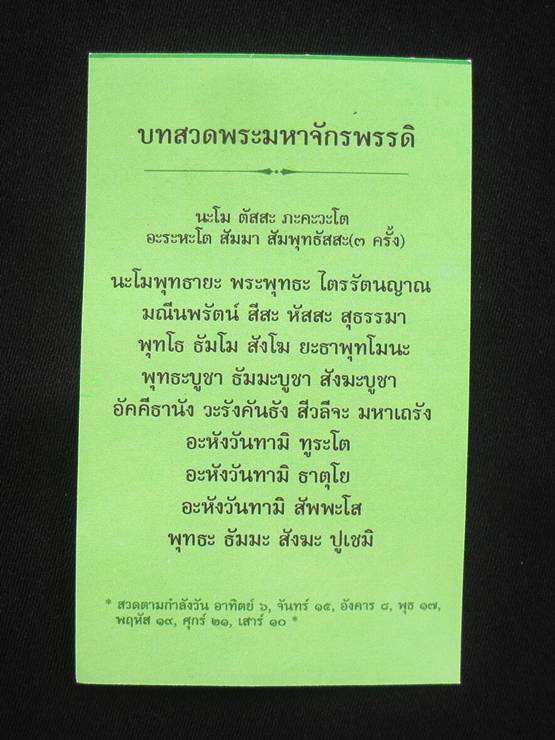 บทสวดพระมหาจักรพรรดิ
นะโม ตัสสะ ภะคะวะโต
อะระหะโต สัมมา สัมพุทธัสสะ(๓ ครั้ง)
นะโมพุทธายะ พระพุทธะ ไตรรัตนญาณ
มณีนพรัตน์ สีสะ หัสสะ สุธรรมา
พุทโธ ธัมโม สังโฆ ยะธาพุทโมนะ
พุทธะบูชา ธัมมะบูชา สังฆะบูชา
อัคคีธานัง วะรังคันธัง สีวลีจะ มหาเถรัง
อะหังวันทามิ ทูระโต
อะหังวันทามิ ธาตุโย
อะหังวันทามิ สัพพะโส
พุทธะ ธัมมะ สังฆะ ปูเชมิ
* สวดตามกำลังวัน อาทิตย์ ๖, จันทร์ ๑๕, อังคาร ๘, พุธ ๑๗,
พฤหัส ๑๙, ศุกร์ ๒๑, เสาร์ ๑๐ *